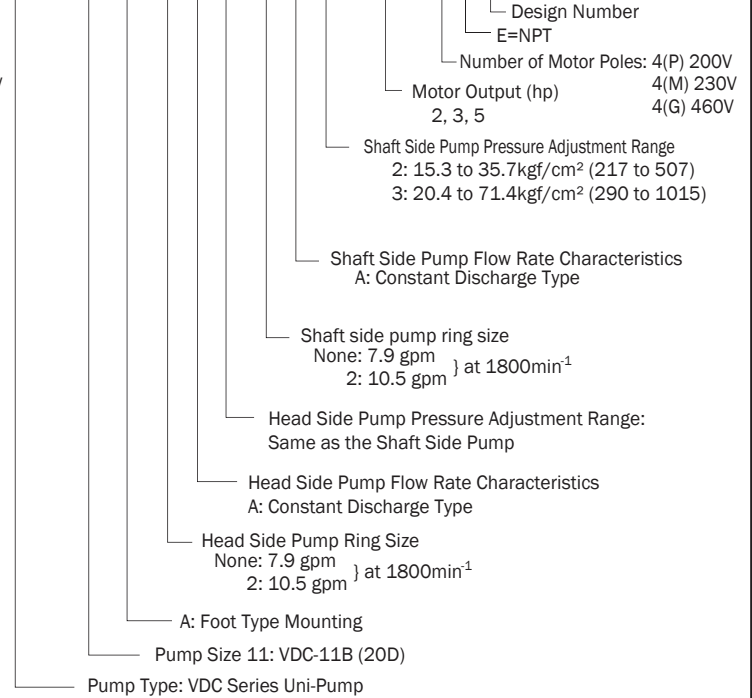 Design Number
E=NPT
Number of Motor Poles: 4(P) 200V
4(M) 230V
4(G) 460V
Motor Output (hp)
2, 3, 5
Shaft Side Pump Pressure Adjustment Range
2: 15.3 to 35.7kgf/cm² (217 to 507)
3: 20.4 to 71.4kgf/cm² (290 to 1015)
Shaft Side Pump Flow Rate Characteristics
A: Constant Discharge Type
Shaft side pump ring size
None: 7.9 gpm
2: 10.5 gpm } at 1800min⁻¹
Head Side Pump Pressure Adjustment Range:
Same as the Shaft Side Pump
Head Side Pump Flow Rate Characteristics
A: Constant Discharge Type
Head Side Pump Ring Size
None: 7.9 gpm
2: 10.5 gpm } at 1800min⁻¹
A: Foot Type Mounting
Pump Size 11: VDC-11B (20D)
Pump Type: VDC Series Uni-Pump